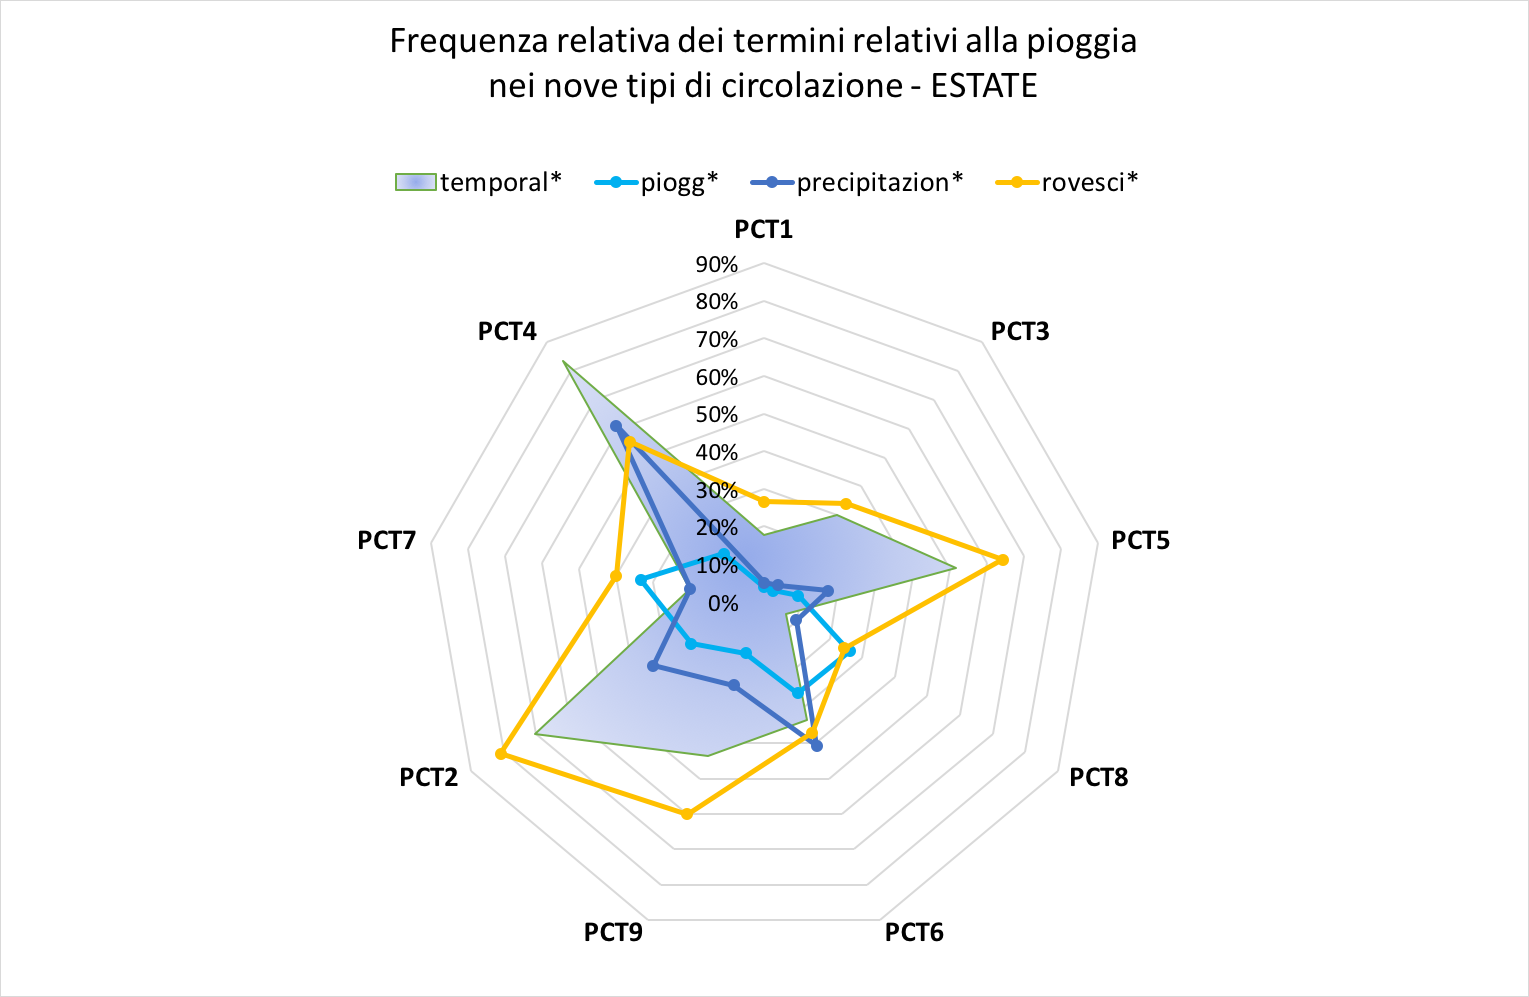 Frequenza relativa dei termini relativi alla pioggia
nei nove tipi di circolazione - ESTATE
temporal* piogg* precipitazion* rovesci*
PCT1
90%
80%
PCT4 PCT3
70%
60%
50%
40%
30%
20%
PCT7 PCT5
10%
0%
PCT2 PCT8
PCT9 PCT6